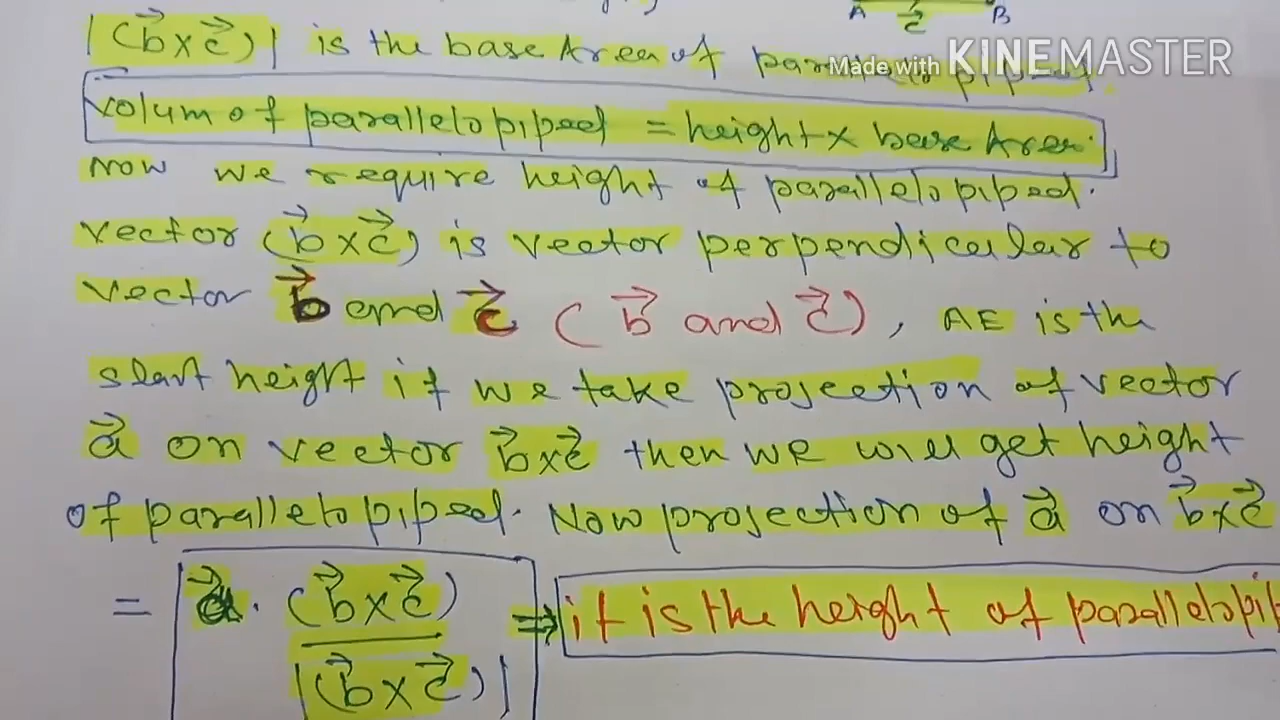 A c⃗ B
|(b⃗ x c⃗)| is the base Area of
Made with KINEMASTER
volum of parallelopiped = height x base Area.
Now we require height of parallelopiped.
vector (b⃗ x c⃗) is vector perpendicular to
vector b⃗ and c⃗ (b⃗ and c⃗), AE is the
slant height if we take projection of vector
a⃗ on vector b⃗xc⃗ then we will get height
of parallelopiped. Now projection of a⃗ on b⃗xc⃗
= a⃗. (b⃗ x c⃗) ⇒ it is the height of parallelopi
|(b⃗ x c⃗)|